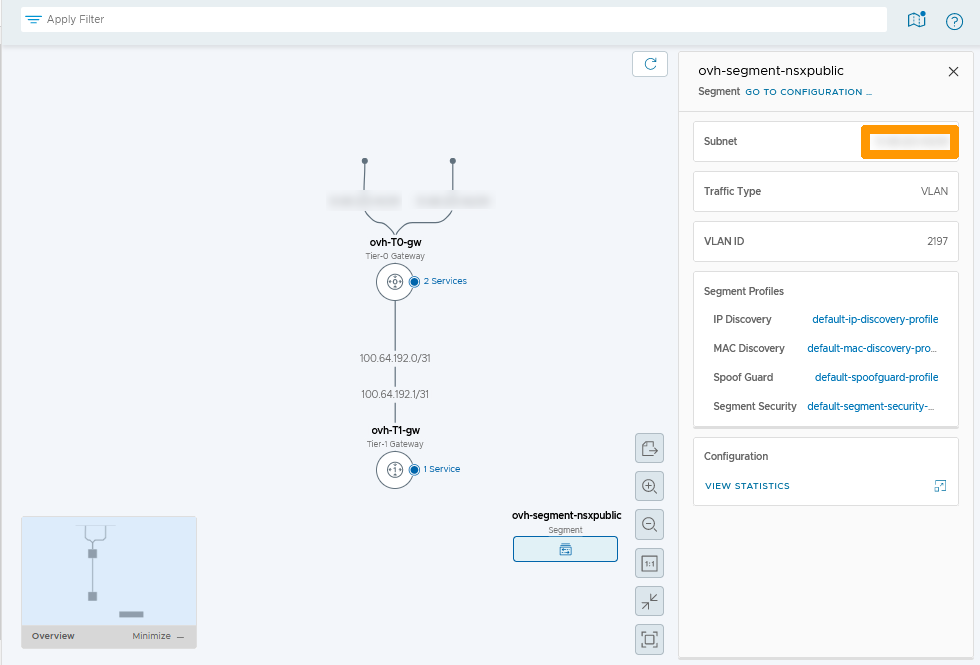 Apply Filter
ovh-segment-nsxpublic
Segment GO TO CONFIGURATION ...
Subnet
Traffic Type VLAN
VLAN ID 2197
Segment Profiles
IP Discovery default-ip-discovery-profile
MAC Discovery default-mac-discovery-pro...
Spoof Guard default-spoofguard-profile
Segment Security default-segment-security-...
Configuration
VIEW STATISTICS
ovh-T0-gw
Tier-0 Gateway
2 Services
100.64.192.0/31
100.64.192.1/31
ovh-T1-gw
Tier-1 Gateway
1 Service
ovh-segment-nsxpublic
Segment
1:1
Overview Minimize —